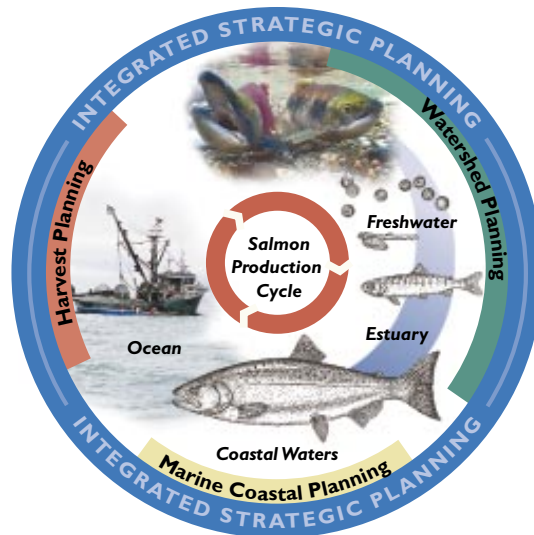 INTEGRATED STRATEGIC PLANNING
Watershed Planning
Harvest Planning
Freshwater
Salmon
Production
Cycle
Estuary
Ocean
Coastal Waters
Marine Coastal Planning
INTEGRATED STRATEGIC PLANNING